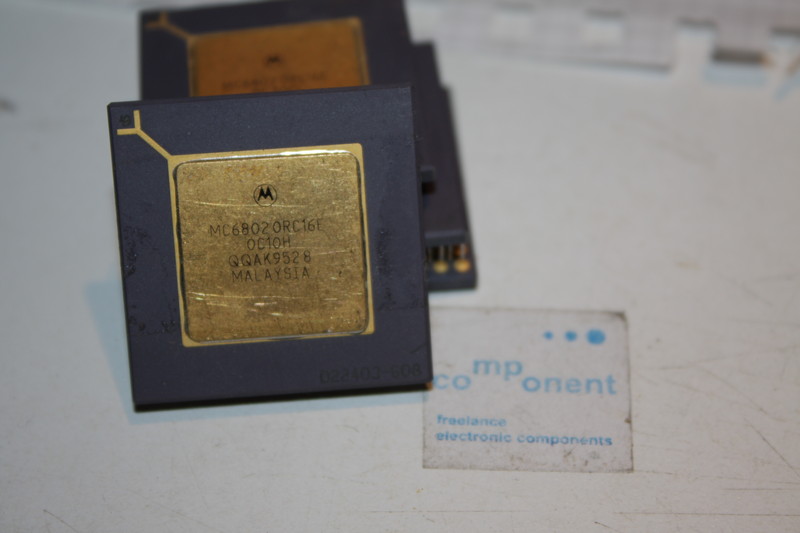 MC68020RC16E
0C10H
QQAK9528
MALAYSIA
component
freelance
electronic components